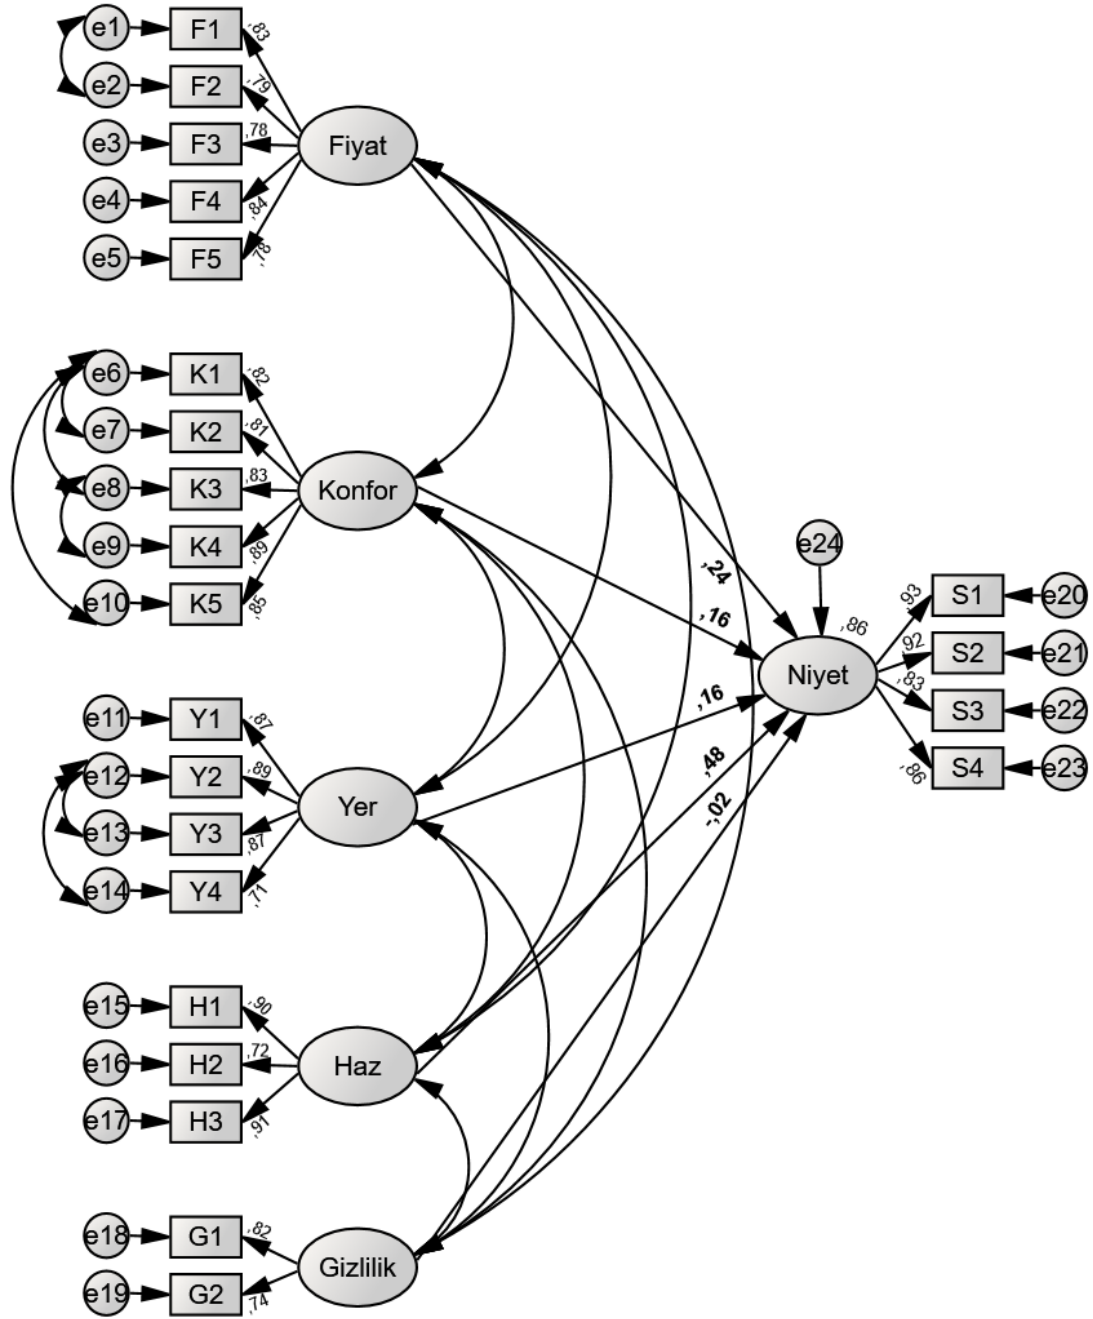 e1 F1 ,83
e2 F2 ,79
e3 F3 ,78
e4 F4 ,84
e5 F5 ,78
Fiyat
e6 K1 ,82
e7 K2 ,81
e8 K3 ,83
e9 K4 ,89
e10 K5 ,85
Konfor
e11 Y1 ,87
e12 Y2 ,89
e13 Y3 ,87
e14 Y4 ,71
Yer
e15 H1 ,90
e16 H2 ,72
e17 H3 ,91
Haz
e18 G1 ,82
e19 G2 ,74
Gizlilik
,24
,16
,16
,48
-,02
e24
,86
Niyet
,93 S1 e20
,92 S2 e21
,83 S3 e22
,86 S4 e23